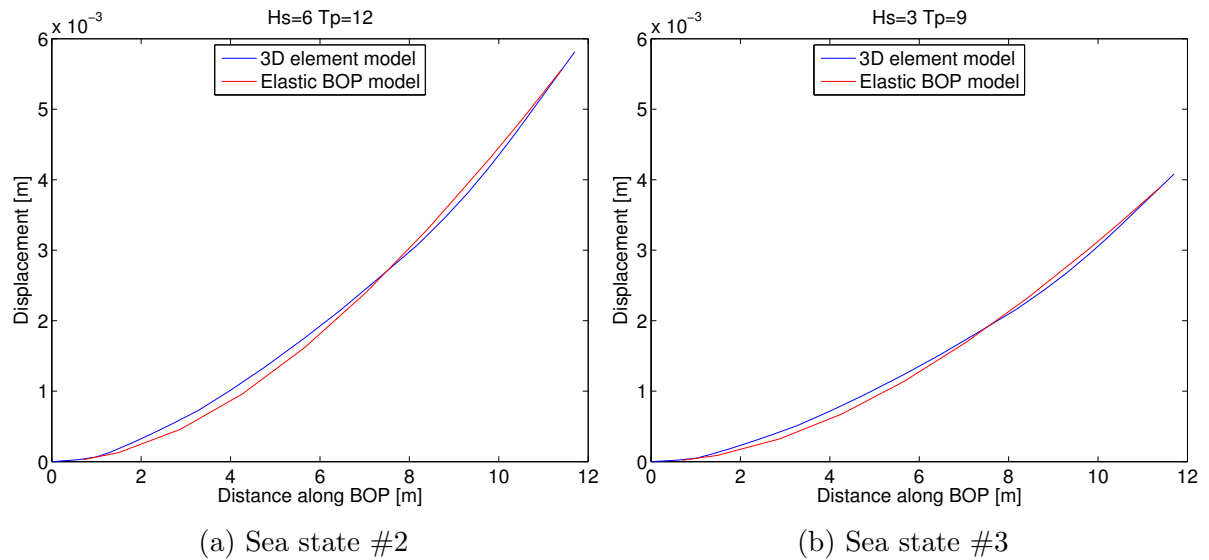 Hs=6 Tp=12
x 10⁻³
6
5
4
3
2
1
0
Displacement [m]
3D element model
Elastic BOP model
0 2 4 6 8 10 12
Distance along BOP [m]
(a) Sea state #2
Hs=3 Tp=9
x 10⁻³
6
5
4
3
2
1
0
Displacement [m]
3D element model
Elastic BOP model
0 2 4 6 8 10 12
Distance along BOP [m]
(b) Sea state #3